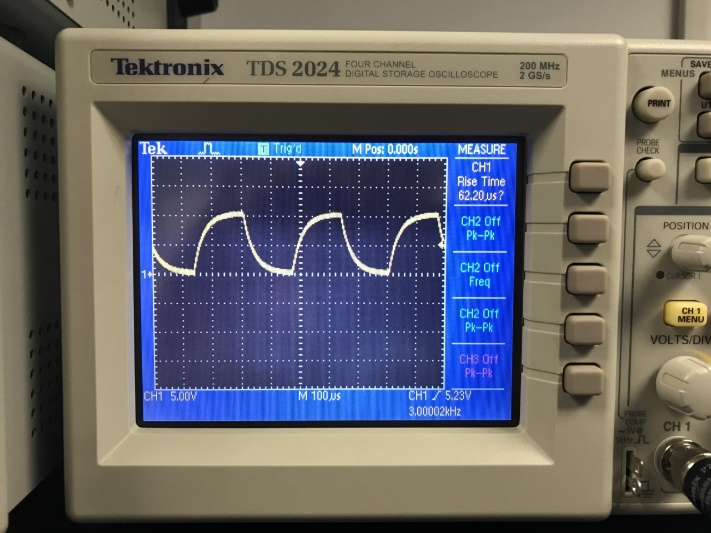 Tektronix TDS 2024 FOUR CHANNEL DIGITAL STORAGE OSCILLOSCOPE 200 MHz 2 GS/s
Tek Trig'd M Pos: 0.000s MEASURE
CH1
Rise Time
62.20µs?
CH2 Off
Pk-Pk
CH2 Off
Freq
CH2 Off
Pk-Pk
CH3 Off
Pk-Pk
1
CH1 5.00V M 100µs CH1 5.23V
3.00002kHz
SAVE
MENUS
PRINT
PROBE
CHECK
POSITION
CURSOR 1
CH 1
MENU
VOLTS/DIV
PROBE
COMP
CH 1